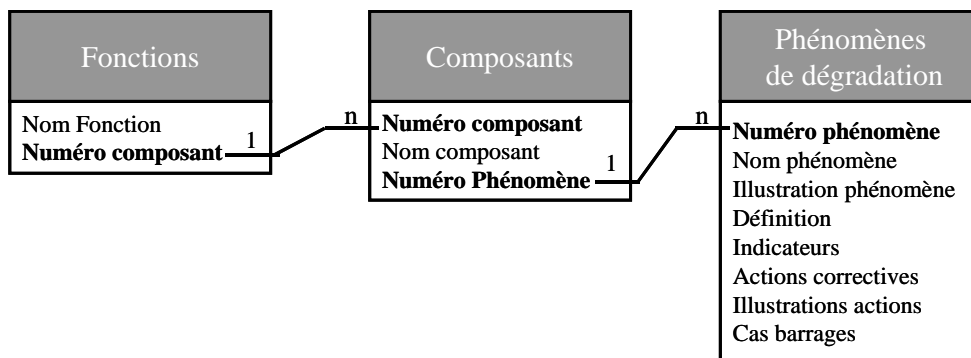 Fonctions
Nom Fonction
Numéro composant
1
n
Composants
Numéro composant
Nom composant
Numéro Phénomène
1
n
Phénomènes
de dégradation
Numéro phénomène
Nom phénomène
Illustration phénomène
Définition
Indicateurs
Actions correctives
Illustrations actions
Cas barrages